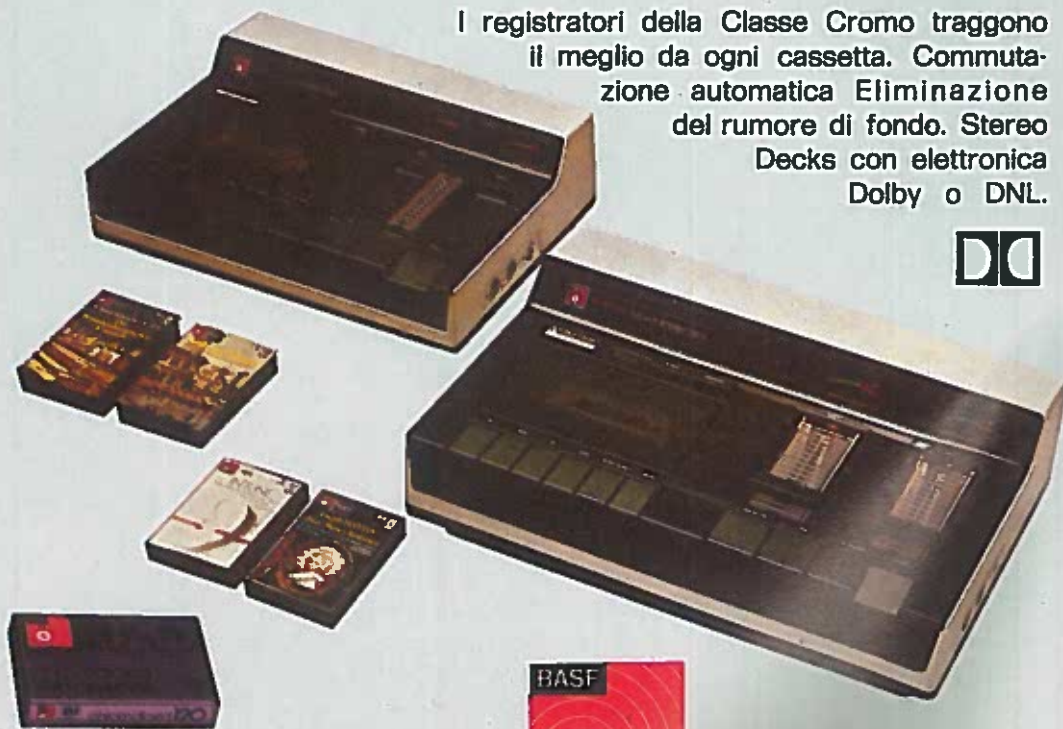 I registratori della Classe Cromo traggono
il meglio da ogni cassetta. Commuta-
zione automatica Eliminazione
del rumore di fondo. Stereo
Decks con elettronica
Dolby o DNL.
BASF